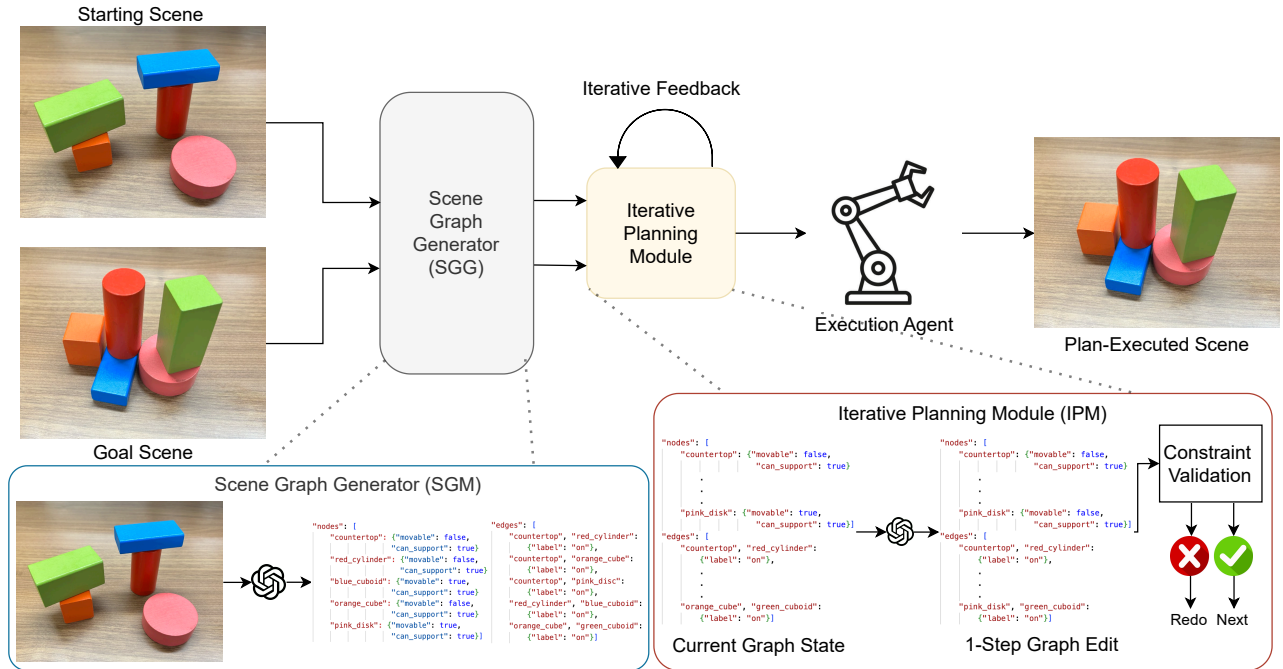 Starting Scene
Goal Scene
Scene
Graph
Generator
(SGG)
Iterative Feedback
Iterative
Planning
Module
Execution Agent
Plan-Executed Scene
Scene Graph Generator (SGM)
"nodes": [
"countertop": {"movable": false,
"can_support": true}
"red_cylinder": {"movable": false,
"can_support": true}
"blue_cuboid": {"movable": true,
"can_support": true}
"orange_cube": {"movable": false,
"can_support": true}
"pink_disk": {"movable": true,
"can_support": true}]
"edges": [
"countertop", "red_cylinder":
{"label": "on"},
"countertop", "orange_cube":
{"label": "on"},
"countertop", "pink_disc":
{"label": "on"},
"red_cylinder", "blue_cuboid":
{"label": "on"},
"orange_cube", "green_cuboid":
{"label": "on"}]
Iterative Planning Module (IPM)
"nodes": [
"countertop": {"movable": false,
"can_support": true}
.
.
.
"pink_disk": {"movable": true,
"can_support": true}]
"edges": [
"countertop", "red_cylinder":
{"label": "on"},
.
.
.
"orange_cube", "green_cuboid":
{"label": "on"}]
Current Graph State
"nodes": [
"countertop": {"movable": false,
"can_support": true}
.
.
.
"pink_disk": {"movable": false,
"can_support": true}]
"edges": [
"countertop", "red_cylinder":
{"label": "on"},
.
.
.
"pink_disk", "green_cuboid":
{"label": "on"}]
1-Step Graph Edit
Constraint
Validation
Redo
Next